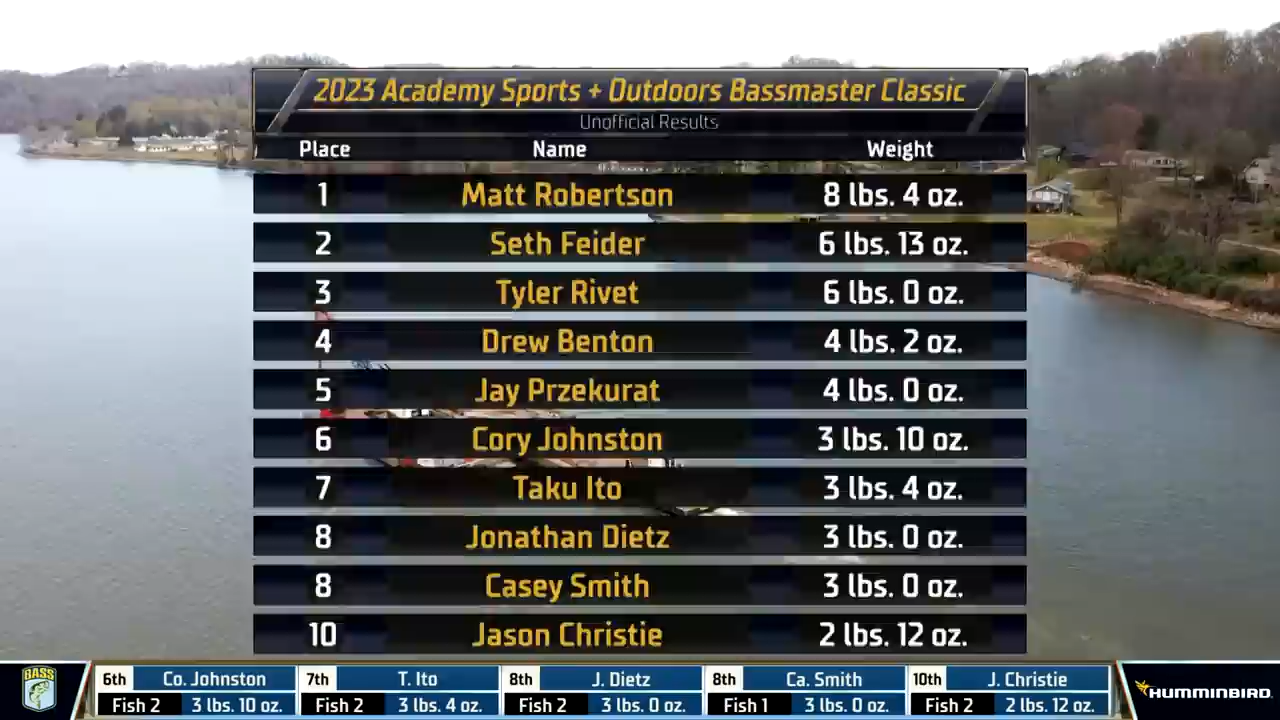 2023 Academy Sports + Outdoors Bassmaster Classic
Unofficial Results
Place Name Weight
1 Matt Robertson 8 lbs. 4 oz.
2 Seth Feider 6 lbs. 13 oz.
3 Tyler Rivet 6 lbs. 0 oz.
4 Drew Benton 4 lbs. 2 oz.
5 Jay Przekurat 4 lbs. 0 oz.
6 Cory Johnston 3 lbs. 10 oz.
7 Taku Ito 3 lbs. 4 oz.
8 Jonathan Dietz 3 lbs. 0 oz.
8 Casey Smith 3 lbs. 0 oz.
10 Jason Christie 2 lbs. 12 oz.
BASS
6th Co. Johnston 7th T. Ito 8th J. Dietz 8th Ca. Smith 10th J. Christie
Fish 2 3 lbs. 10 oz. Fish 2 3 lbs. 4 oz. Fish 2 3 lbs. 0 oz. Fish 1 3 lbs. 0 oz. Fish 2 2 lbs. 12 oz.
HUMMINBIRD